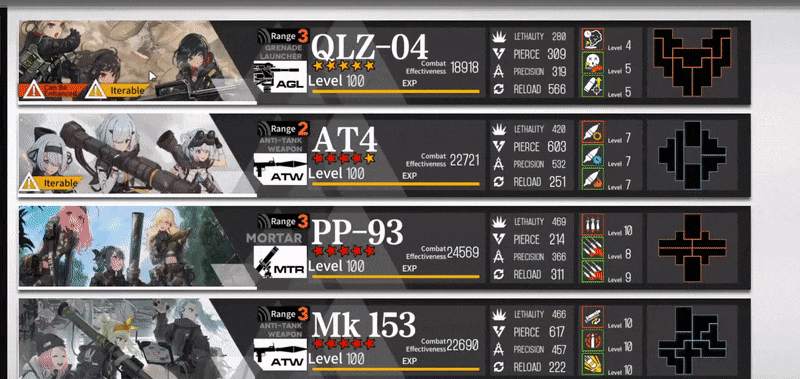 Range 3
GRENADE
LAUNCHER
AGL
QLZ-04
Level 100
Combat
Effectiveness 18918
EXP
LETHALITY 280
PIERCE 309
PRECISION 319
RELOAD 566
Level 4
Level 5
Level 5
Can Be
Enhanced
Iterable
Range 2
ANTI-TANK
WEAPON
ATW
AT4
Level 100
Combat
Effectiveness 22721
EXP
LETHALITY 420
PIERCE 603
PRECISION 532
RELOAD 251
Level 7
Level 7
Level 7
Iterable
Range 3
MORTAR
MTR
PP-93
Level 100
Combat
Effectiveness 24569
EXP
LETHALITY 469
PIERCE 214
PRECISION 366
RELOAD 311
Level 10
Level 8
Level 9
Range 3
ANTI-TANK
WEAPON
ATW
Mk 153
Level 100
Combat
Effectiveness 22690
EXP
LETHALITY 466
PIERCE 617
PRECISION 457
RELOAD 222
Level 10
Level 10
Level 10